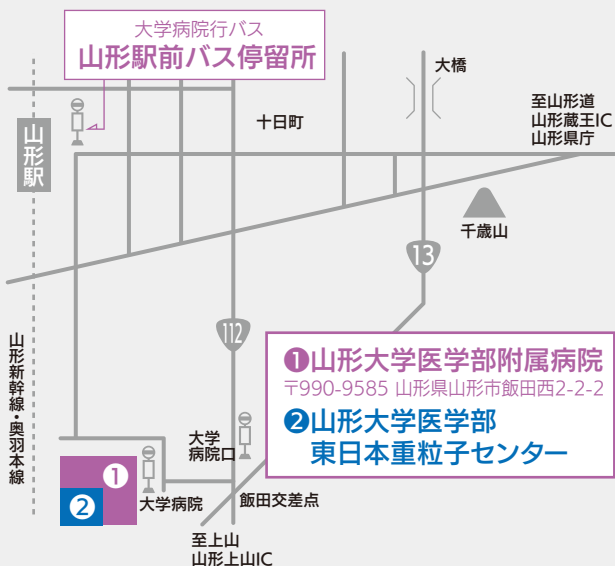 大学病院行バス
山形駅前バス停留所
大橋
十日町
至山形道
山形蔵王IC
山形県庁
山形駅
千歳山
13
112
山形新幹線・奥羽本線
❶山形大学医学部附属病院
〒990-9585 山形県山形市飯田西2-2-2
❷山形大学医学部
東日本重粒子センター
大学
病院口
❶
❷
大学病院
飯田交差点
至上山
山形上山IC